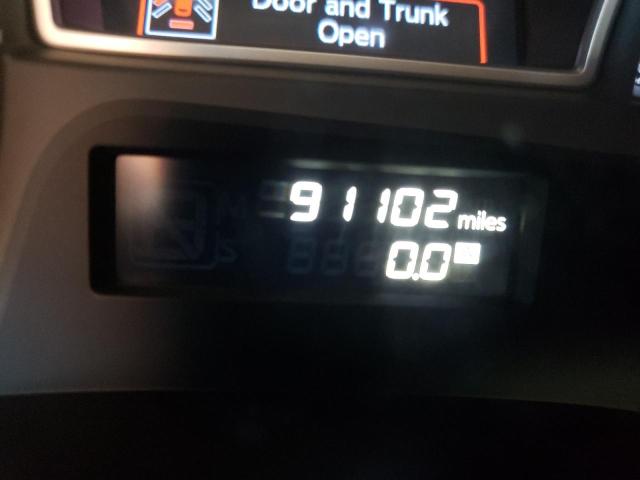 Door and Trunk
Open
91102 miles
0.0